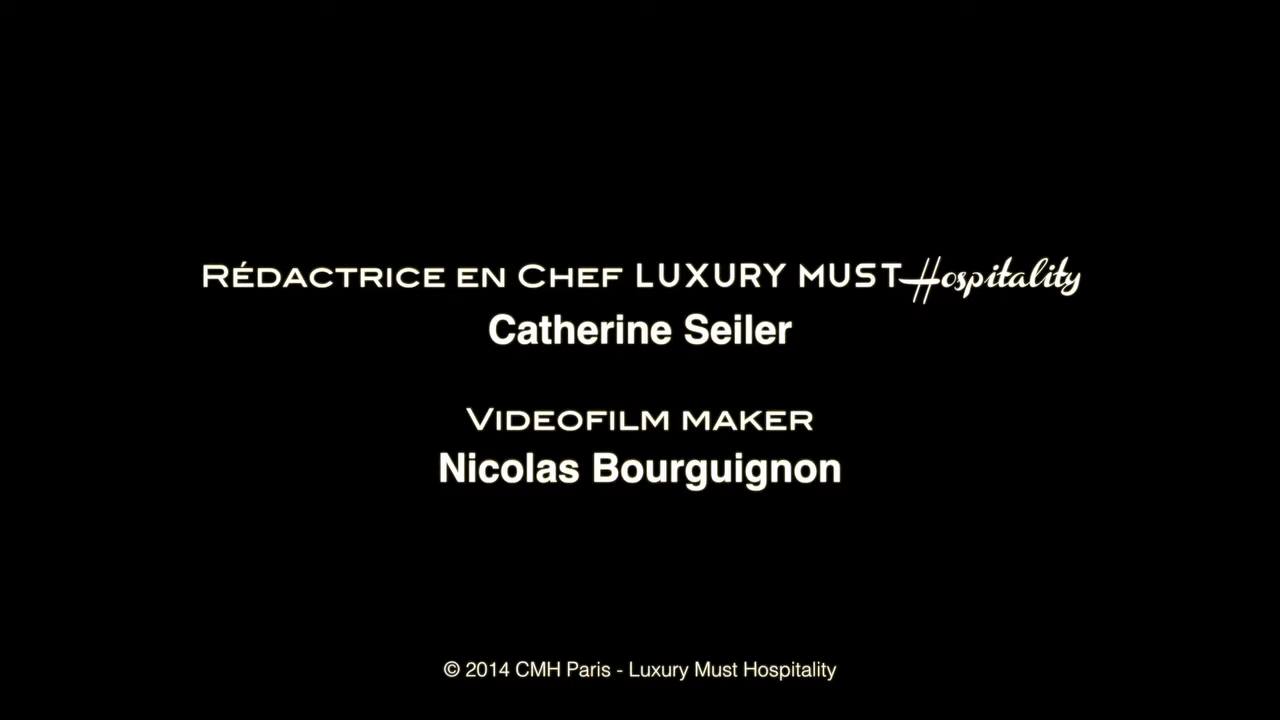 RÉDACTRICE EN CHEF LUXURY MUST Hospitality
Catherine Seiler
VIDEOFILM MAKER
Nicolas Bourguignon
© 2014 CMH Paris - Luxury Must Hospitality